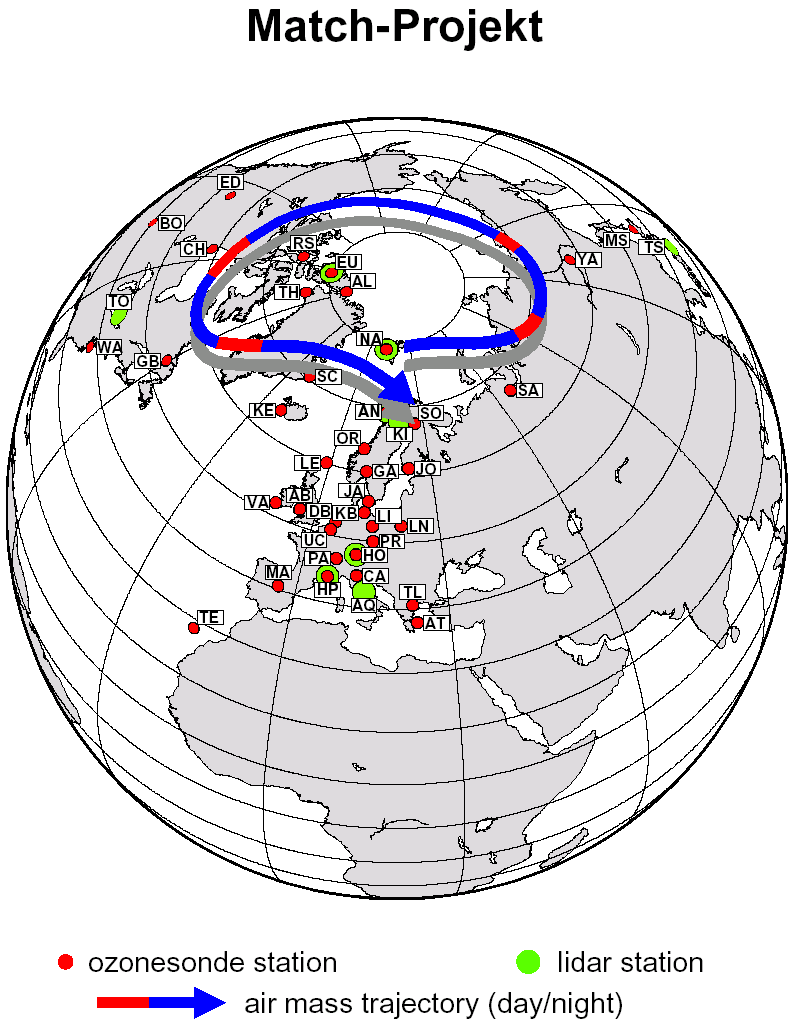 Match-Projekt
ED
BO
CH
RS
EU
AL
TH
MS
TS
YA
TO
WA
GB
NA
SC
SA
KE
AN
SO
KI
OR
LE
GA
JO
JA
VA
AB
DB
KB
LI
LN
UC
PR
PA
HO
MA
HP
CA
AQ
TL
TE
AT
ozonesonde station
lidar station
air mass trajectory (day/night)